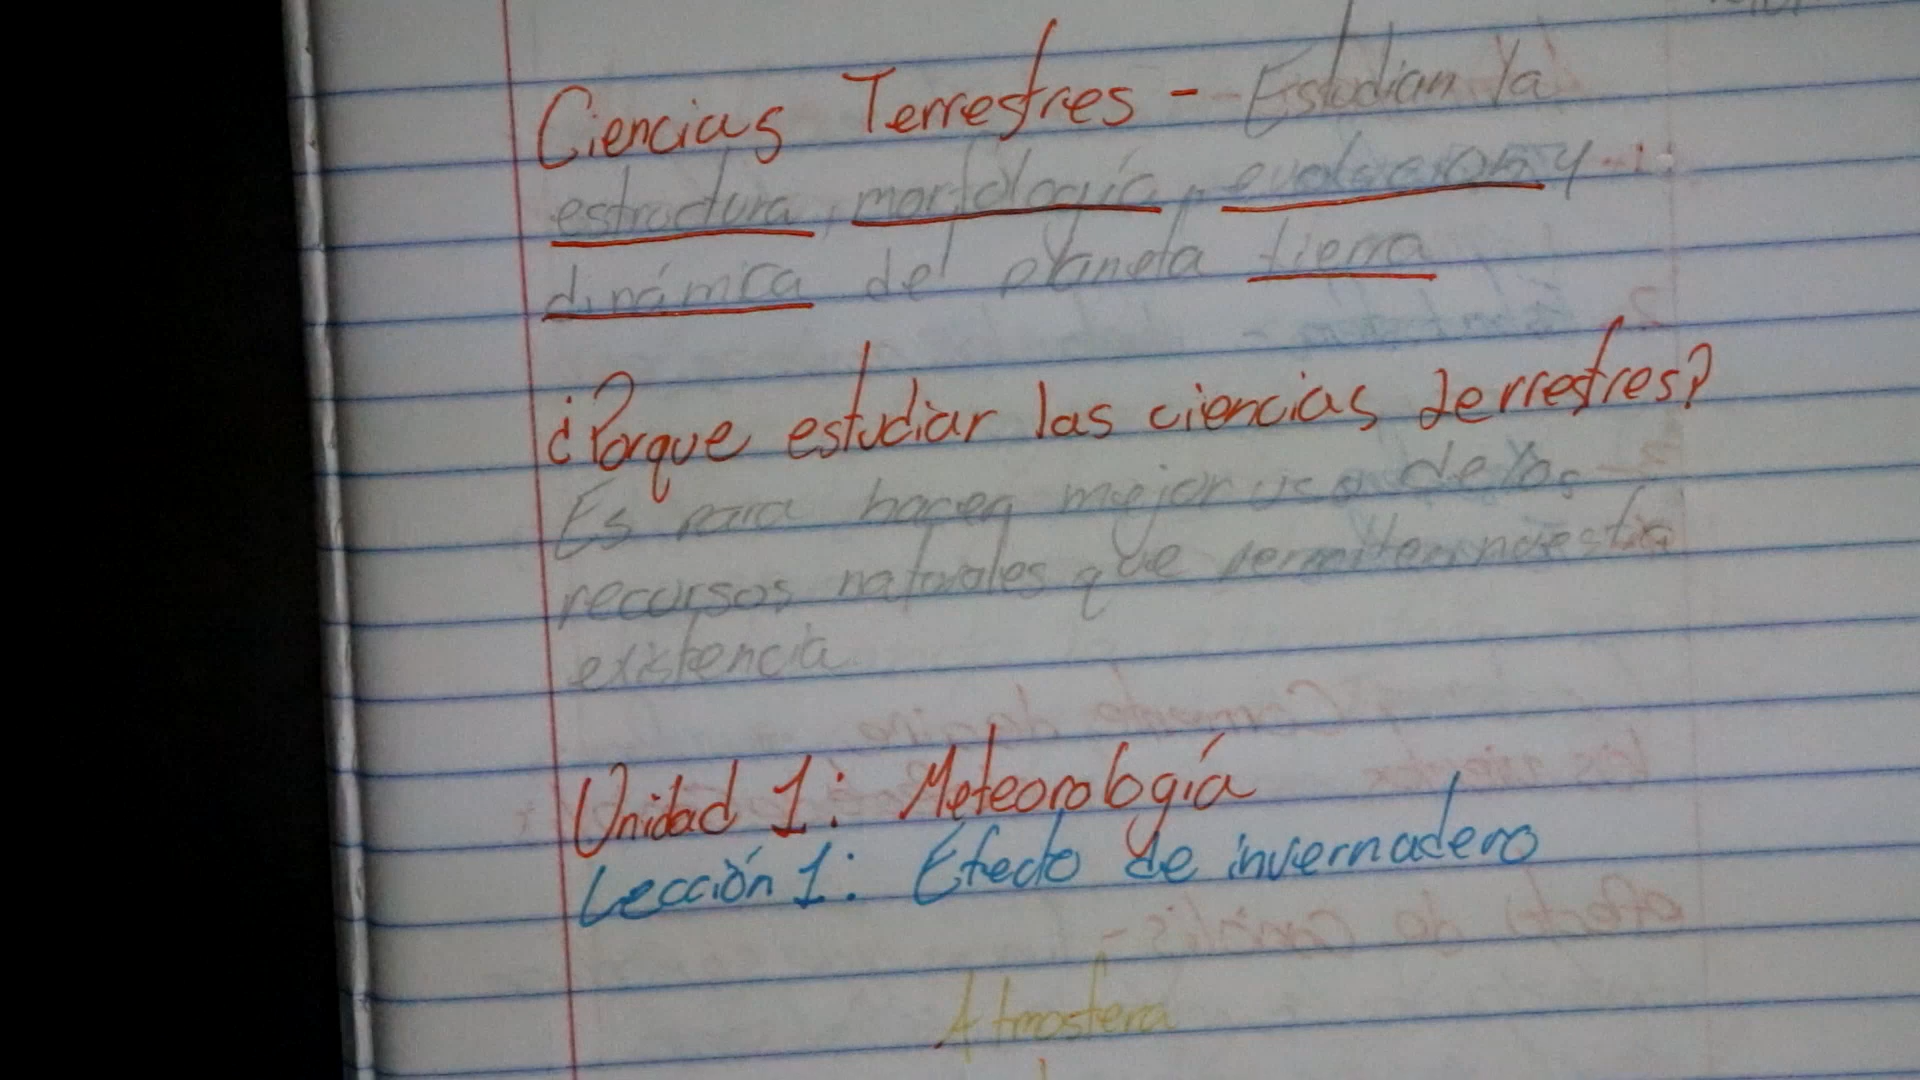 Ciencias Terrestres - Estudian la
estructura, morfología, evolución y
dinámica del planeta tierra
¿Porque estudiar las ciencias terrestres?
Es para hacer mejor uso de los
recursos naturales que permiten nuestra
existencia
Unidad 1: Meteorología
Lección 1: Efecto de invernadero
Atmosfera